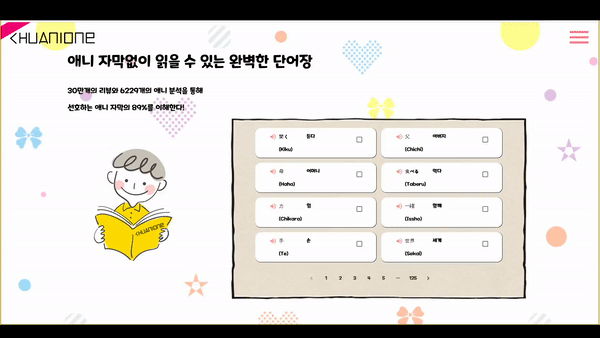 KHUANIONE
애니 자막없이 읽을 수 있는 완벽한 단어장
30만개의 리뷰와 6229개의 애니 분석을 통해
선호하는 애니 자막의 89%를 이해한다!
KHUANIONE
聞く 듣다
(Kiku)
父 아버지
(Chichi)
母 어머니
(Haha)
食べる 먹다
(Taberu)
力 힘
(Chikara)
一緒 함께
(Issho)
手 손
(Te)
世界 세계
(Sekai)
< 1 2 3 4 5 ... 125 >